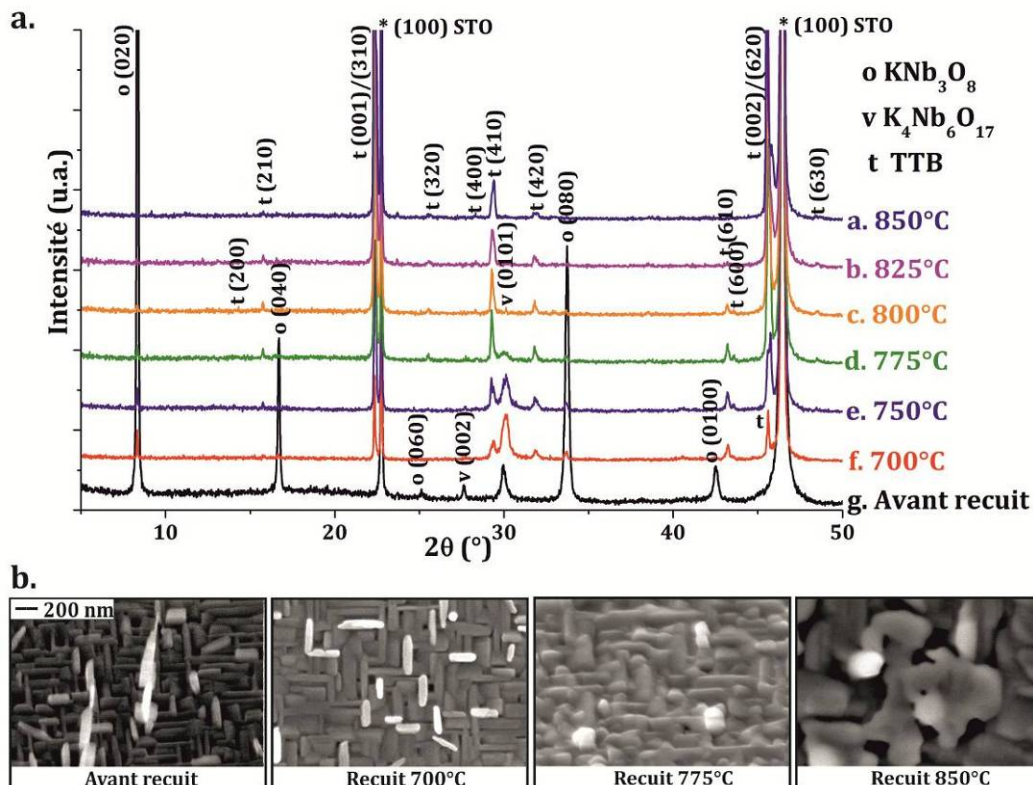 a.
* (100) STO
o (020)
t (210)
t (200)
o (040)
t (001)/(310)
t (320)
t (400)
t (410)
v (0101)
t (420)
o (080)
o (060)
v (002)
t (610)
t (600)
o (0100)
t (002)/(620)
t
* (100) STO
t (630)
o KNb₃O₈
v K₄Nb₆O₁₇
t TTB
a. 850°C
b. 825°C
c. 800°C
d. 775°C
e. 750°C
f. 700°C
g. Avant recuit
Intensité (u.a.)
10 20 30 40 50
2θ (°)
b.
200 nm
Avant recuit
Recuit 700°C
Recuit 775°C
Recuit 850°C